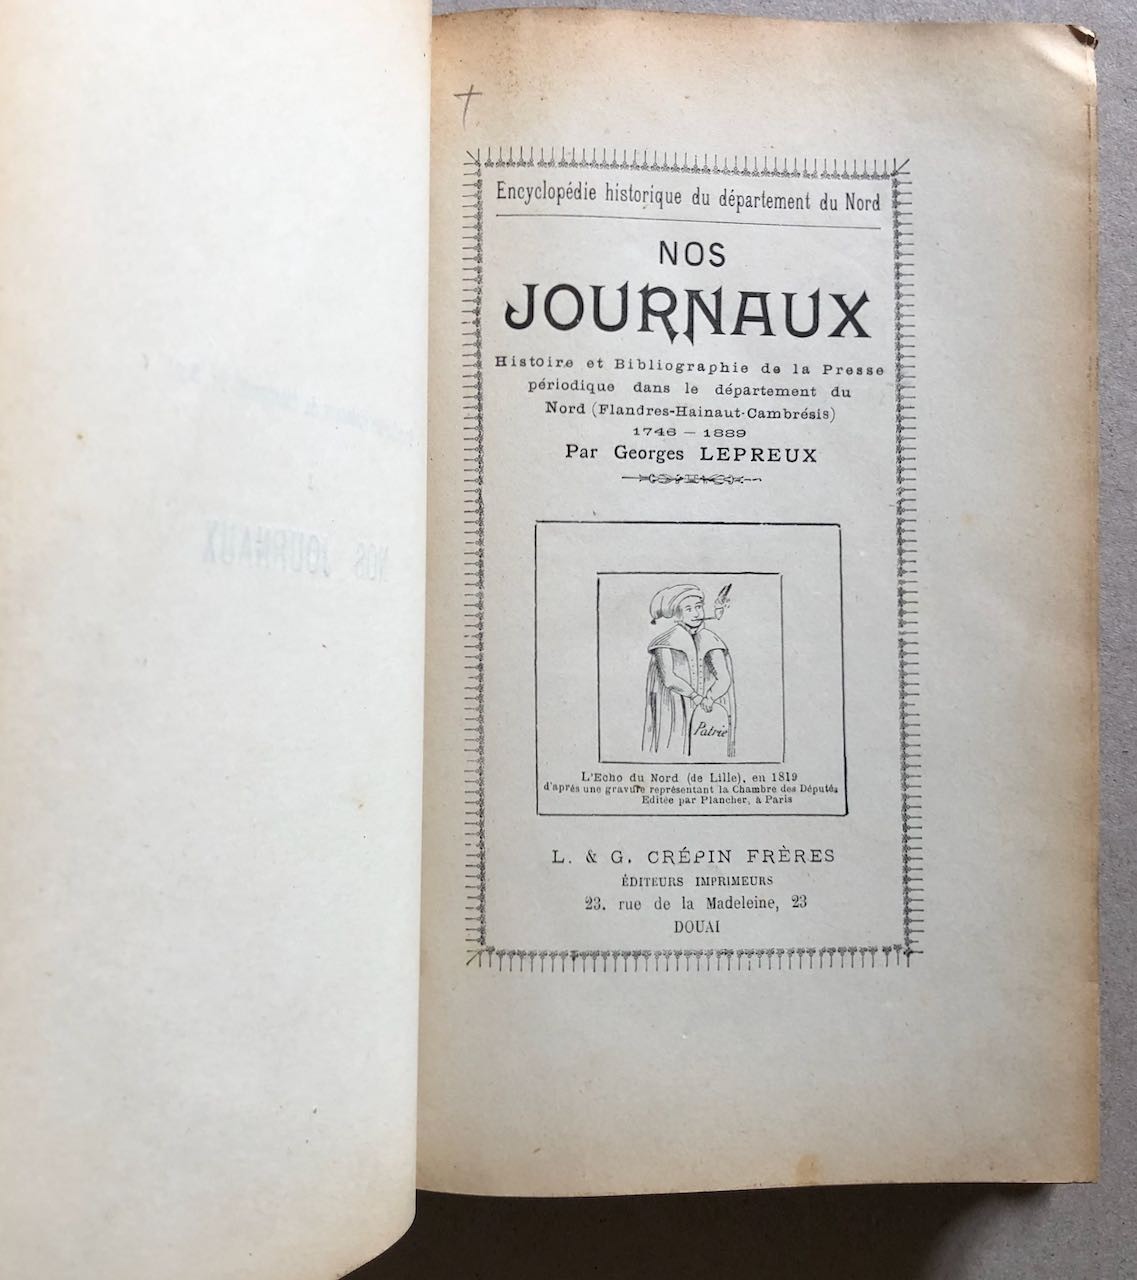 Encyclopédie historique du département du Nord
NOS
JOURNAUX
Histoire et Bibliographie de la Presse
périodique dans le département du
Nord (Flandres-Hainaut-Cambrésis)
1746 — 1889
Par Georges LEPREUX
Patrie
L'Echo du Nord (de Lille), en 1819
d'après une gravure représentant la Chambre des Députés
Editée par Plancher, à Paris
L. & G. CRÉPIN FRÈRES
ÉDITEURS IMPRIMEURS
23, rue de la Madeleine, 23
DOUAI
NOS JOURNAUX